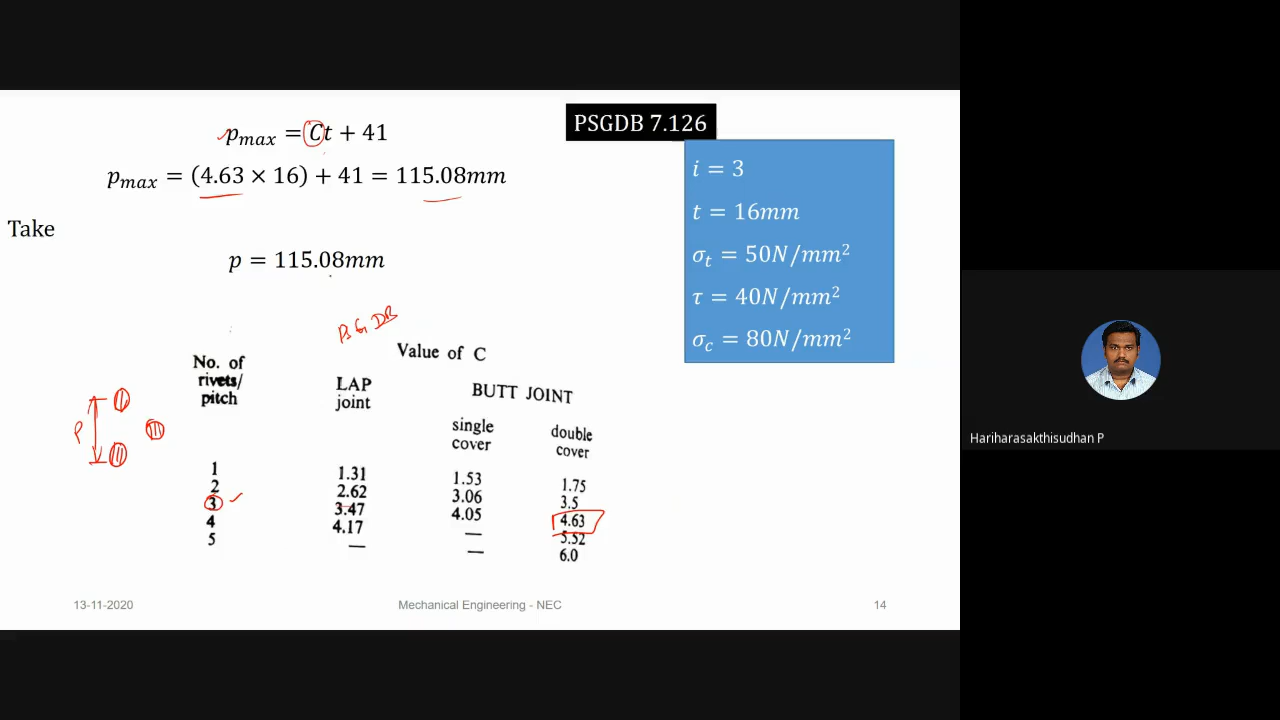 p_max = Ct + 41
PSGDB 7.126
p_max = (4.63 × 16) + 41 = 115.08mm
Take
p = 115.08mm
i = 3
t = 16mm
σ_t = 50N/mm²
τ = 40N/mm²
σ_c = 80N/mm²
Value of C
No. of rivets/ pitch
LAP joint
BUTT JOINT
single cover
double cover
1 1.31 1.53 1.75
2 2.62 3.06 3.5
3 3.47 4.05 4.63
4 4.17 — 5.52
5 — — 6.0
P
13-11-2020
Mechanical Engineering - NEC
14
Hariharasakthisudhan P